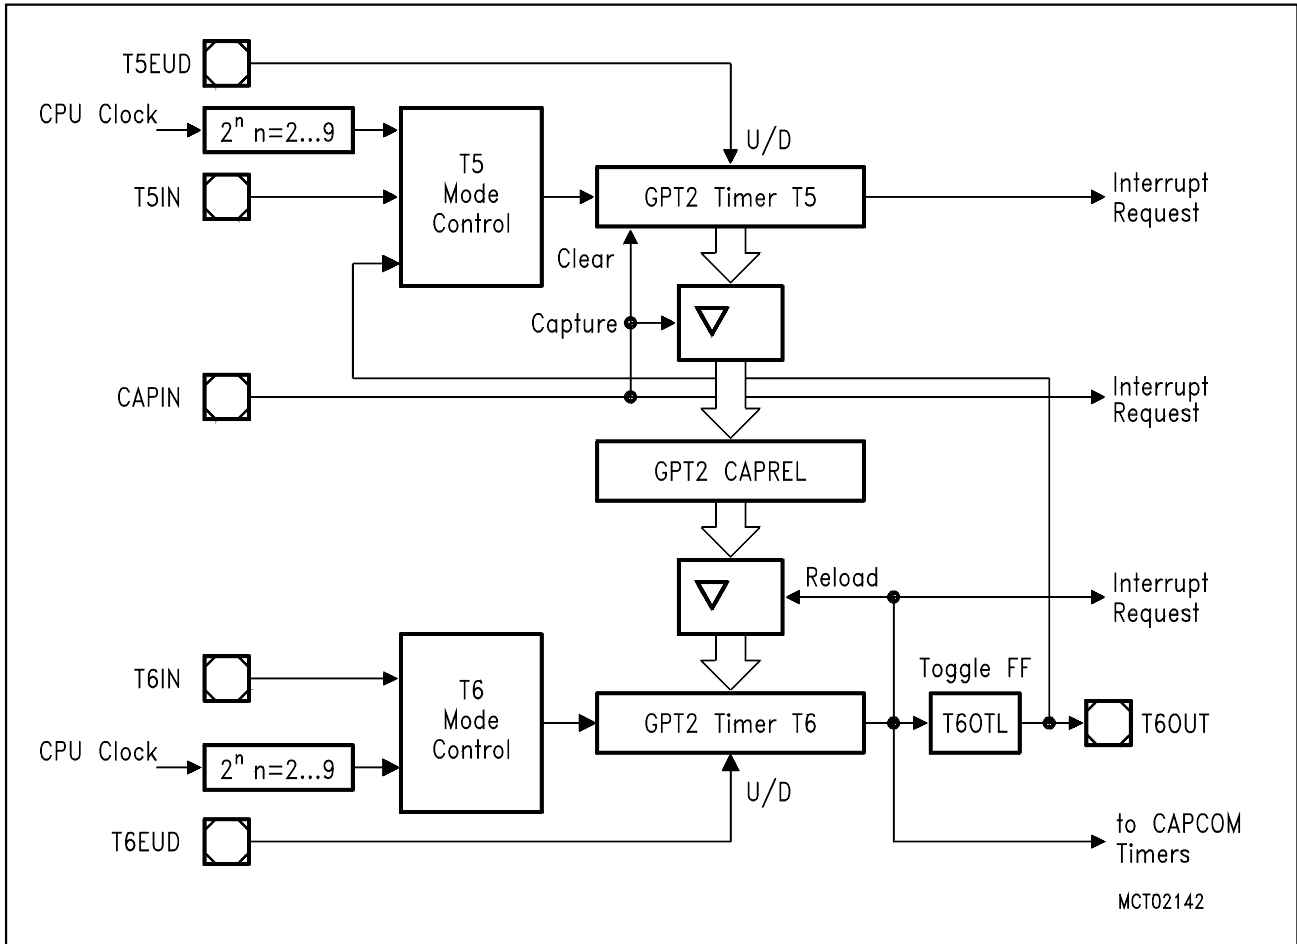 T5EUD
CPU Clock
2ⁿ n=2...9
U/D
T5
Mode
Control
T5IN
GPT2 Timer T5
Interrupt
Request
Clear
Capture
CAPIN
Interrupt
Request
GPT2 CAPREL
Reload
Interrupt
Request
T6IN
T6
Mode
Control
Toggle FF
GPT2 Timer T6
T6OTL
T6OUT
CPU Clock
2ⁿ n=2...9
U/D
T6EUD
to CAPCOM
Timers
MCT02142